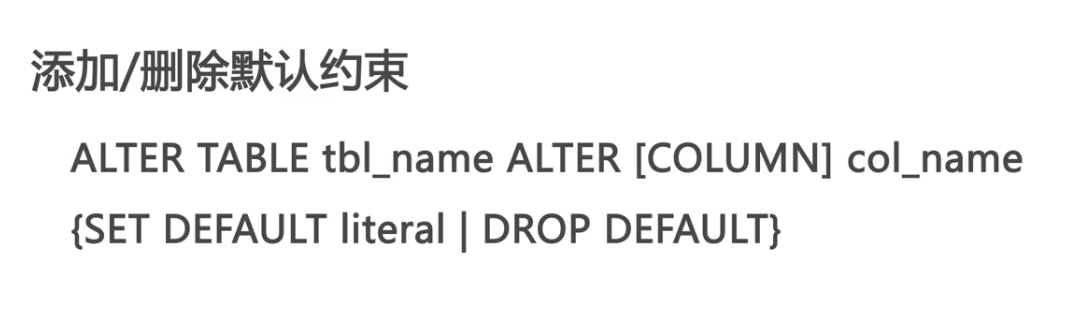 添加/删除默认约束
ALTER TABLE tbl_name ALTER [COLUMN] col_name
{SET DEFAULT literal | DROP DEFAULT}